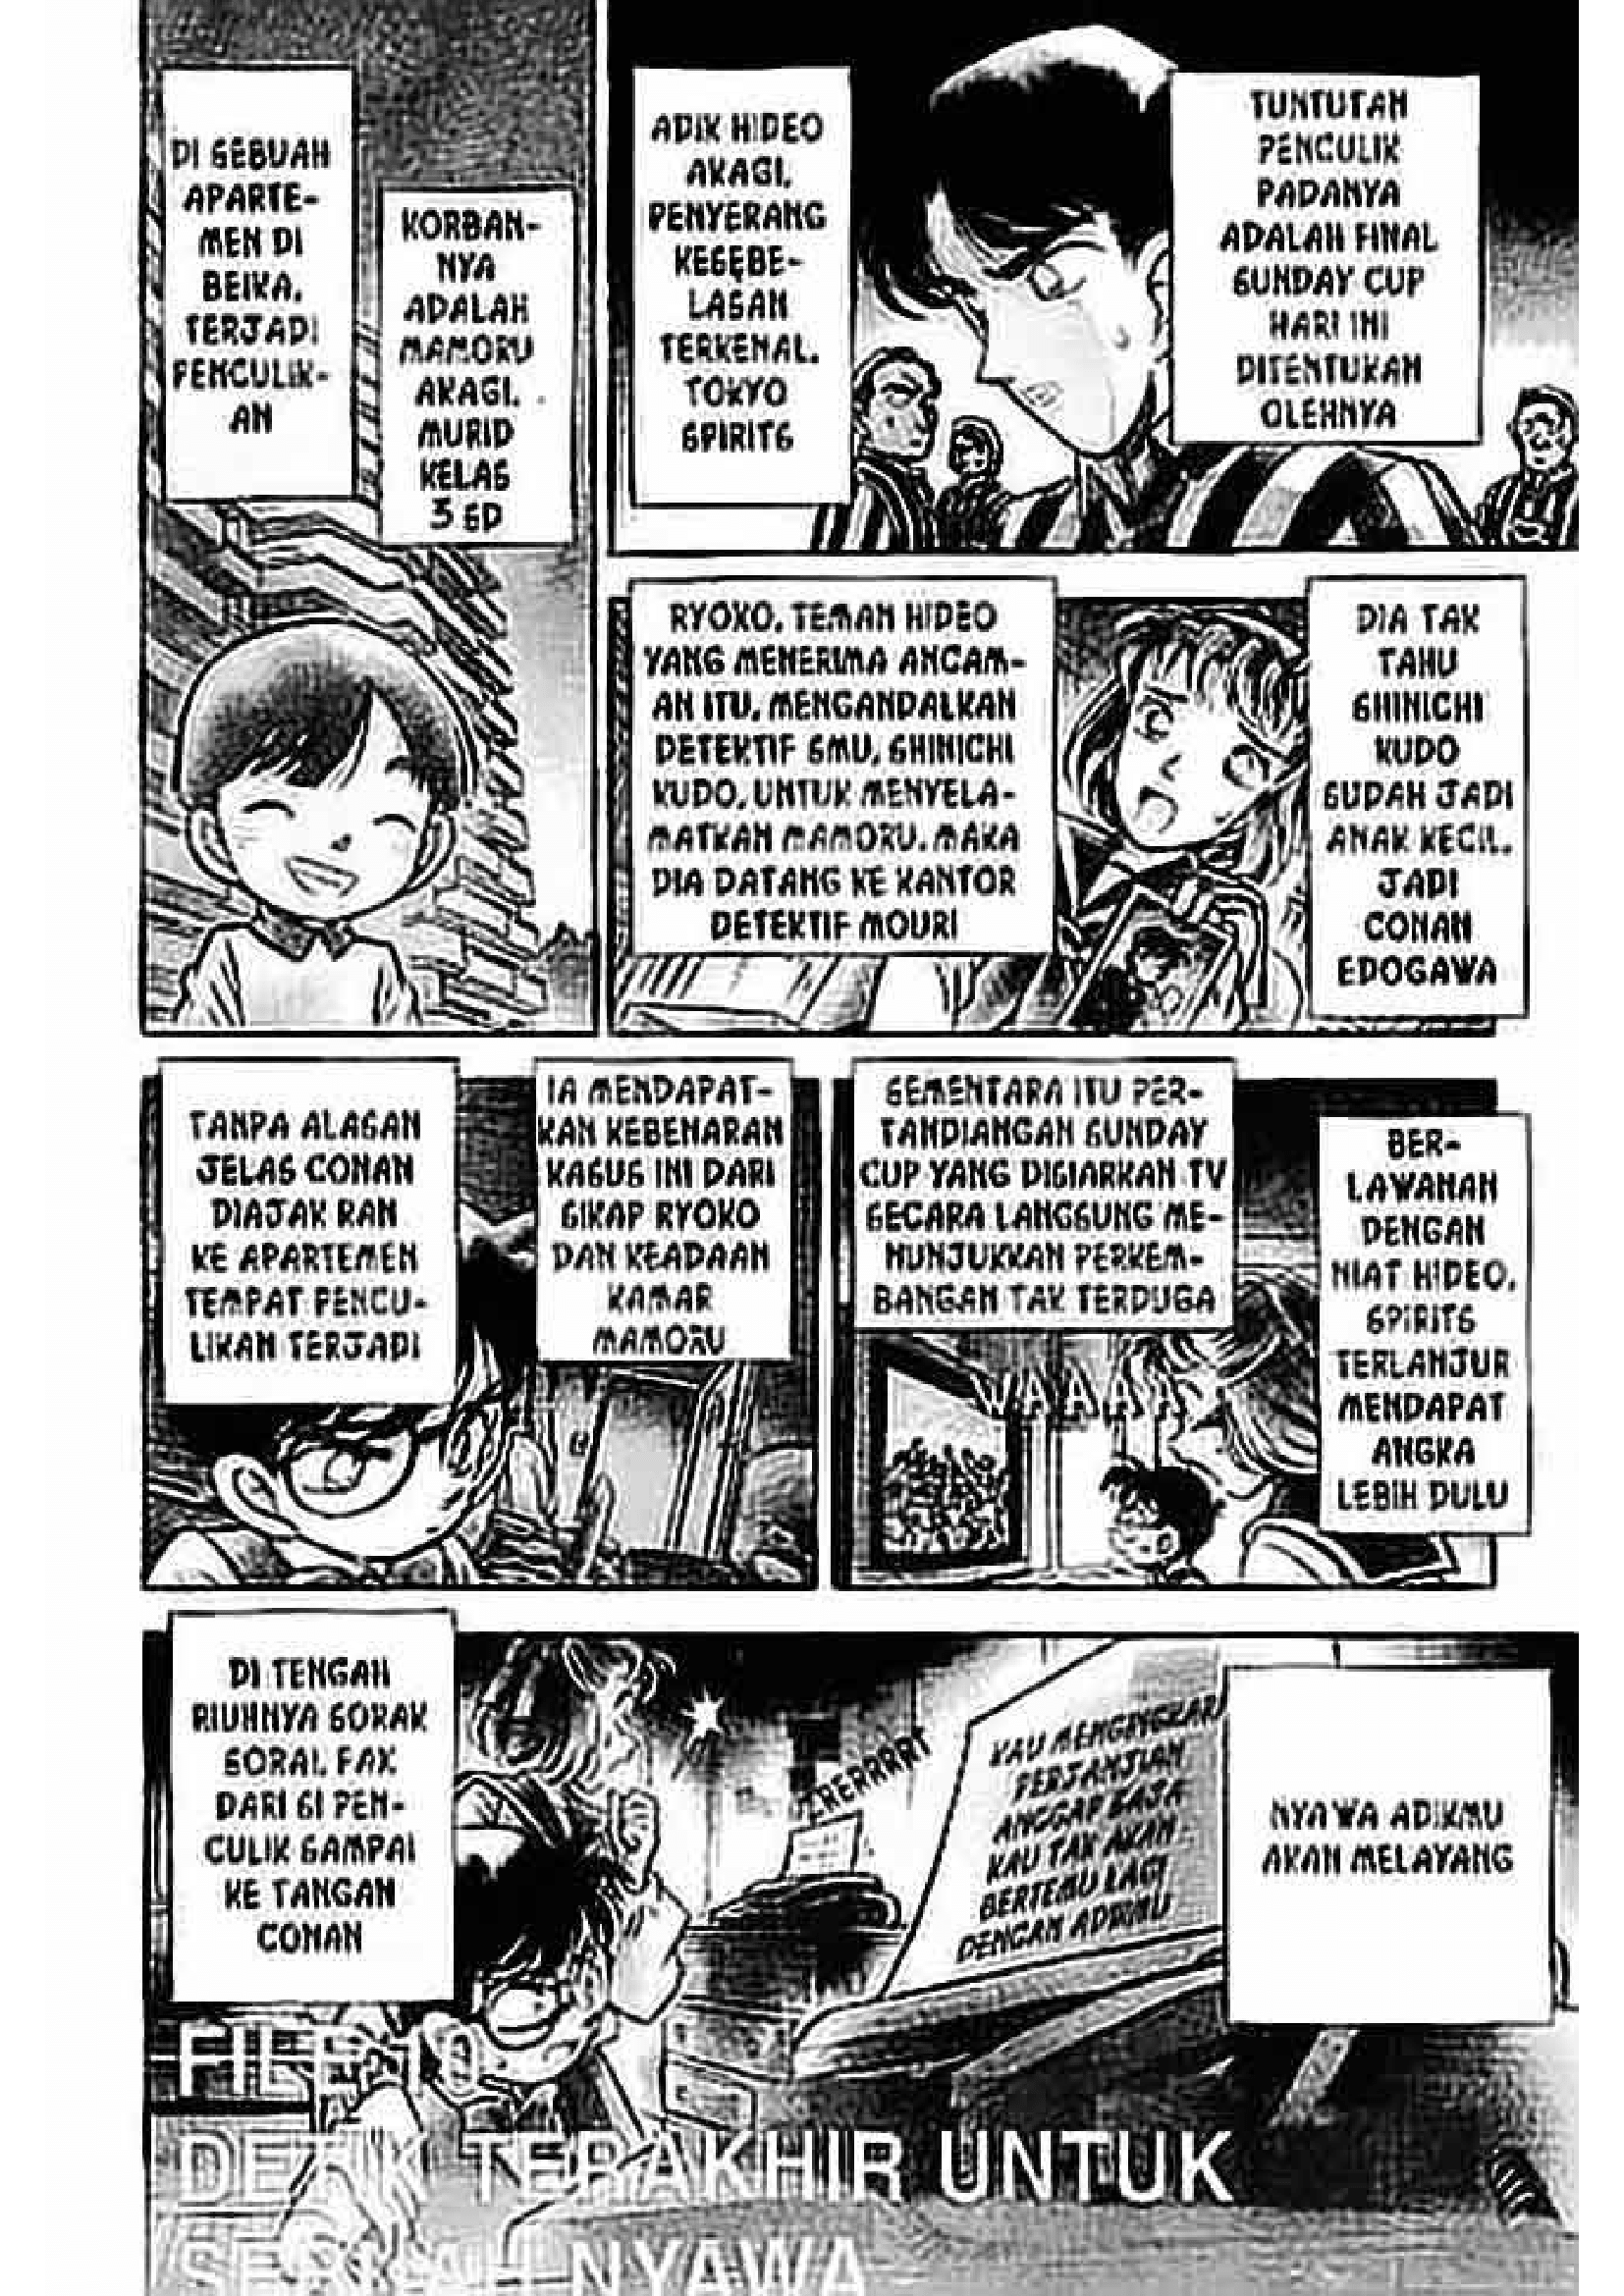 DI SEBUAH
APARTE-
MEN DI
BEIKA,
TERJADI
PENCULIK-
AN
KORBAN-
NYA
ADALAH
MAMORU
AKAGI,
MURID
KELAS
3 SD
ADIK HIDEO
AKAGI,
PENYERANG
KESEBE-
LASAN
TERKENAL,
TOKYO
SPIRITS
TUNTUTAN
PENCULIK
PADANYA
ADALAH FINAL
SUNDAY CUP
HARI INI
DITENTUKAN
OLEHNYA
RYOKO, TEMAN HIDEO
YANG MENERIMA ANCAM-
AN ITU, MENGANDALKAN
DETEKTIF SMU, SHINICHI
KUDO, UNTUK MENYELA-
MATKAN MAMORU. MAKA
DIA DATANG KE KANTOR
DETEKTIF MOURI
DIA TAK
TAHU
SHINICHI
KUDO
SUDAH JADI
ANAK KECIL,
JADI
CONAN
EDOGAWA
TANPA ALASAN
JELAS CONAN
DIAJAK RAN
KE APARTEMEN
TEMPAT PENCU-
LIKAN TERJADI
IA MENDAPAT-
KAN KEBENARAN
KASUS INI DARI
SIKAP RYOKO
DAN KEADAAN
KAMAR
MAMORU
SEMENTARA ITU PER-
TANDIANGAN SUNDAY
CUP YANG DISIARKAN TV
SECARA LANGSUNG ME-
NUNJUKKAN PERKEM-
BANGAN TAK TERDUGA
WAAAA
BER-
LAWANAN
DENGAN
NIAT HIDEO,
SPIRITS
TERLANJUR
MENDAPAT
ANGKA
LEBIH DULU
DI TENGAH
RIUHNYA SORAK
SORAI, FAX
DARI SI PEN-
CULIK SAMPAI
KE TANGAN
CONAN
KAU MENGINGKARI
PERJANJIAN
ANGGAP SAJA
KAU TAK AKAN
BERTEMU LAGI
DENGAN ADIKMU
NYAWA ADIKMU
AKAN MELAYANG
DETIK TERAKHIR UNTUK
SEBUAH NYAWA